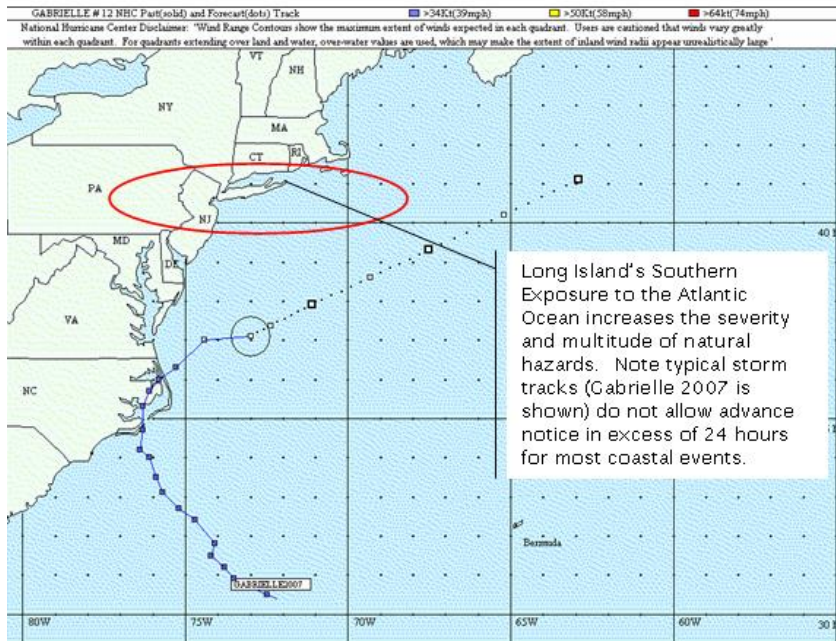 GABRIELLE # 12 NHC Past(solid) and Forecast(dots) Track
>34Kt(39mph)
>50Kt(58mph)
>64kt(74mph)
National Hurricane Center Disclaimer: "Wind Range Contours show the maximum extent of winds expected in each quadrant. Users are cautioned that winds vary greatly
within each quadrant. For quadrants extending over land and water, over-water values are used, which may make the extent of inland wind radii appear unrealistically large '
VT
NH
NY
MA
CT
RI
PA
NJ
MD
DE
40
VA
NC
Long Island's Southern
Exposure to the Atlantic
Ocean increases the severity
and multitude of natural
hazards. Note typical storm
tracks (Gabrielle 2007 is
shown) do not allow advance
notice in excess of 24 hours
for most coastal events.
Bermuda
GABRIELLE2007
80W
75W
70W
65W
60W
30